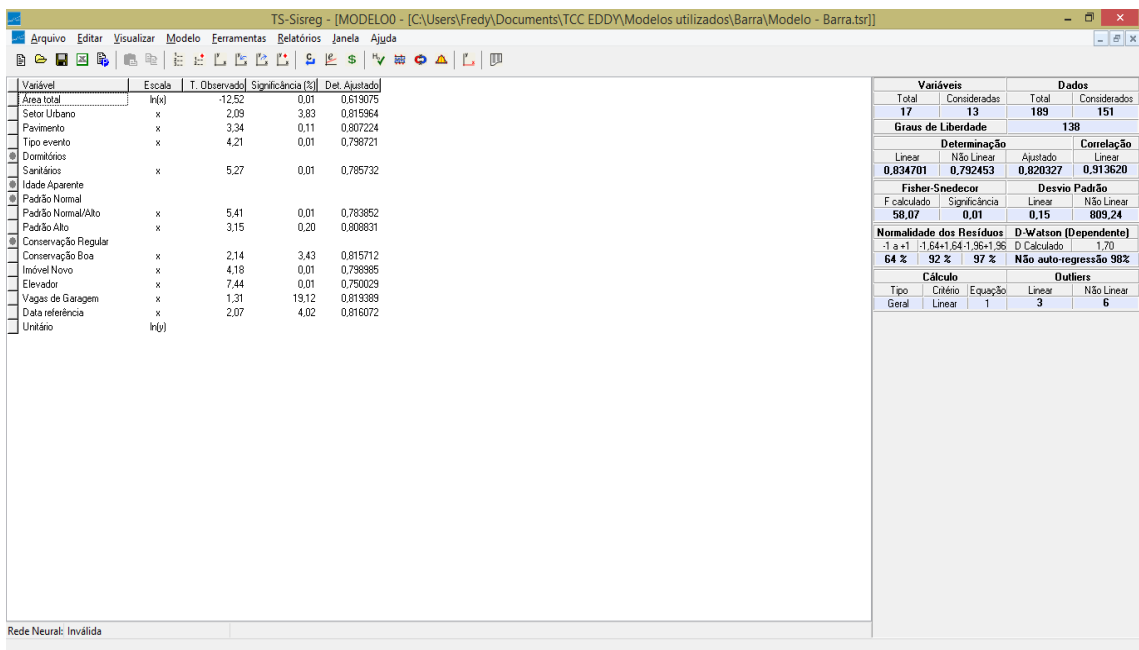 TS-Sisreg - [MODELO00 - [C:\Users\Fredy\Documents\TCC EDDY\Modelos utilizados\Barra\Modelo - Barra.tsr]]
Arquivo Editar Visualizar Modelo Ferramentas Relatórios Janela Ajuda
Variável Escala T. Observado Significância (%) Det. Ajustado
Área total ln(x) -12,52 0,01 0,619075
Setor Urbano x 2,09 3,83 0,815964
Pavimento x 3,34 0,11 0,807224
Tipo evento x 4,21 0,01 0,798721
Dormitórios
Sanitários x 5,27 0,01 0,785732
Idade Aparente
Padrão Normal
Padrão Normal/Alto x 5,41 0,01 0,783852
Padrão Alto x 3,15 0,20 0,808831
Conservação Regular
Conservação Boa x 2,14 3,43 0,815712
Imóvel Novo x 4,18 0,01 0,798985
Elevador x 7,44 0,01 0,750029
Vagas de Garagem x 1,31 19,12 0,819389
Data referência x 2,07 4,02 0,816072
Unitário ln(y)
Variáveis Dados
Total Consideradas Total Considerados
17 13 189 151
Graus de Liberdade 138
Determinação Correlação
Linear Não Linear Ajustado Linear
0,834701 0,792453 0,820327 0,913620
Fisher-Snedecor Desvio Padrão
F calculado Significância Linear Não Linear
58,07 0,01 0,15 809,24
Normalidade dos Resíduos D-Watson (Dependente)
-1 a +1 -1,64+1,64 -1,96+1,96 D Calculado 1,70
64 % 92 % 97 % Não auto-regressão 98%
Cálculo Outliers
Tipo Critério Equação Linear Não Linear
Geral Linear 1 3 6
Rede Neural: Inválida